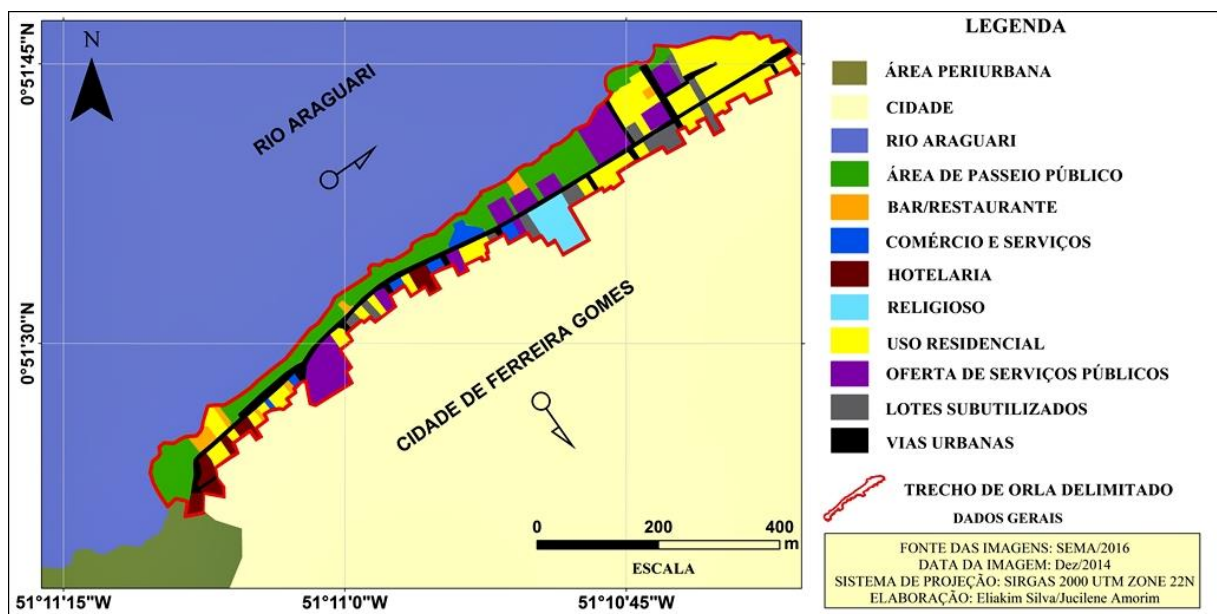 N
0°51'45"N
0°51'30"N
RIO ARAGUARI
CIDADE DE FERREIRA GOMES
0 200 400
m
ESCALA
51°11'15"W 51°11'0"W 51°10'45"W
LEGENDA
ÁREA PERIURBANA
CIDADE
RIO ARAGUARI
ÁREA DE PASSEIO PÚBLICO
BAR/RESTAURANTE
COMÉRCIO E SERVIÇOS
HOTELARIA
RELIGIOSO
USO RESIDENCIAL
OFERTA DE SERVIÇOS PÚBLICOS
LOTES SUBUTILIZADOS
VIAS URBANAS
TRECHO DE ORLA DELIMITADO
DADOS GERAIS
FONTE DAS IMAGENS: SEMA/2016
DATA DA IMAGEM: Dez/2014
SISTEMA DE PROJEÇÃO: SIRGAS 2000 UTM ZONE 22N
ELABORAÇÃO: Eliakim Silva/Jucilene Amorim